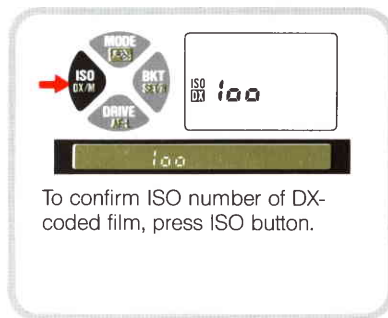 MODE
ISO
DX/M
BKT
DRIVE
ISO
DX
100
100
To confirm ISO number of DX-
coded film, press ISO button.